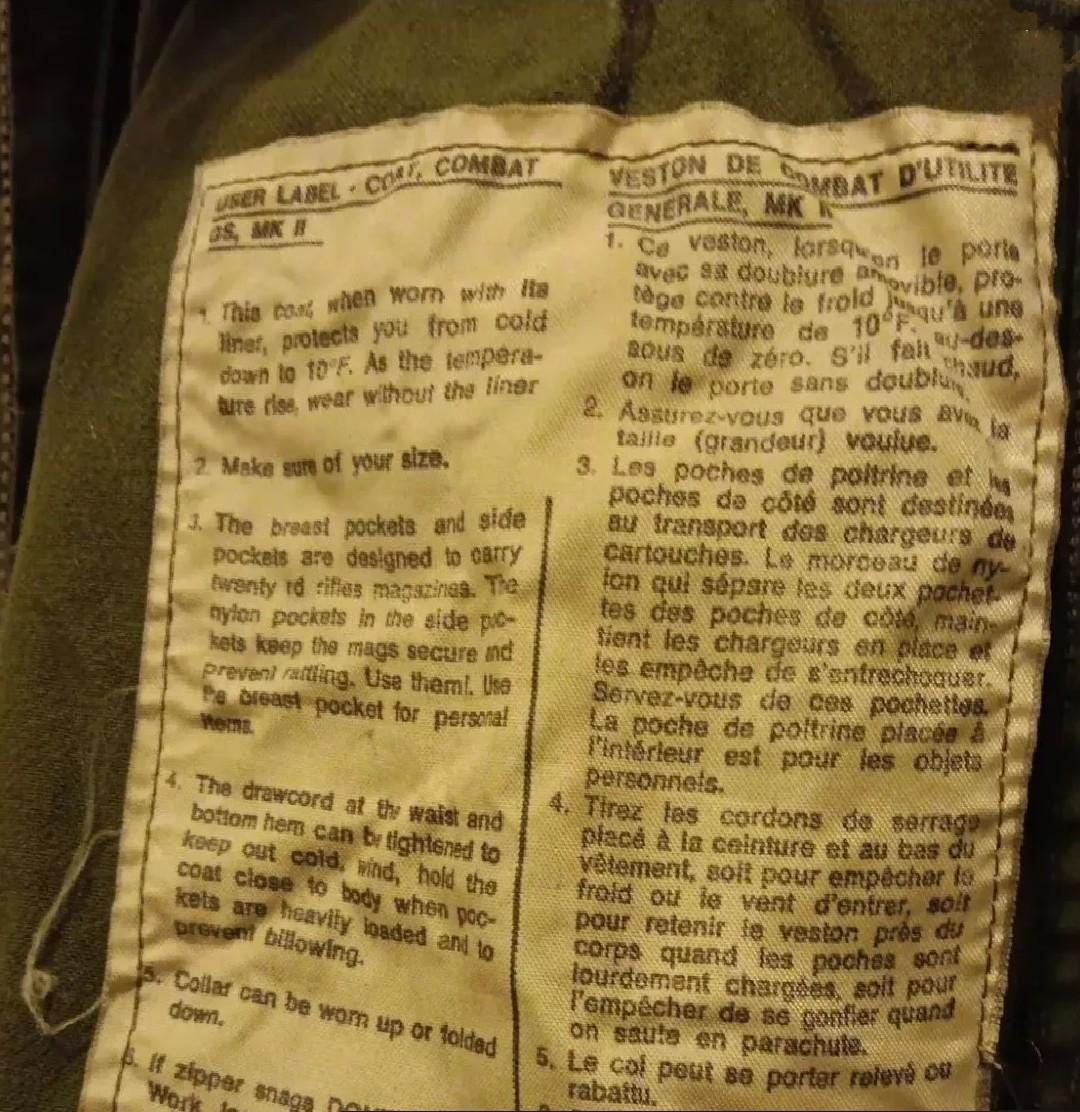 USER LABEL - COAT, COMBAT
GS, MK II
1. This coat, when worn with its
liner, protects you from cold
down to 10°F. As the tempera-
ture rise, wear without the liner
2. Make sure of your size.
3. The breast pockets and side
pockets are designed to carry
twenty rd rifles magazines. The
nylon pockets in the side poc-
kets keep the mags secure and
prevent rattling. Use them!. Use
the breast pocket for personal
items.
4. The drawcord at thv waist and
bottom hem can br tightened to
keep out cold, wind, hold the
coat close to body when poc-
kets are heavily loaded and to
prevent billowing.
5. Collar can be worn up or folded
down.
6. If zipper snags
Work
VESTON DE COMBAT D'UTILITE
GENERALE, MK II
1. Ce veston, lorsqu'on le porte
avec sa doublure amovible, pro-
tège contre le froid jusqu'à une
température de 10°F. au-des-
sous de zéro. S'il fait chaud,
on le porte sans doublure.
2. Assurez-vous que vous avez la
taille (grandeur) voulue.
3. Les poches de poitrine et les
poches de côté sont destinées
au transport des chargeurs de
cartouches. Le morceau de ny-
lon qui sépare les deux pochet-
tes des poches de côté, main-
tient les chargeurs en place et
les empêche de s'entrechoquer.
Servez-vous de ces pochettes.
La poche de poitrine placée à
l'intérieur est pour les objets
personnels.
4. Tirez les cordons de serrage
placé à la ceinture et au bas du
vêtement, soit pour empêcher le
froid ou le vent d'entrer, soit
pour retenir le veston près du
corps quand les poches sont
lourdement chargées, soit pour
l'empêcher de se gonfler quand
on saute en parachute.
5. Le col peut se porter relevé ou
rabattu.